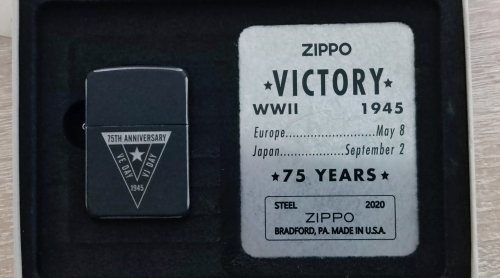 75TH ANNIVERSARY
VE DAY
VJ DAY
1945
ZIPPO
★ VICTORY ★
WWII 1945
Europe..........................May 8
Japan...................September 2
★ 75 YEARS ★
STEEL 2020
ZIPPO
BRADFORD, PA. MADE IN U.S.A.